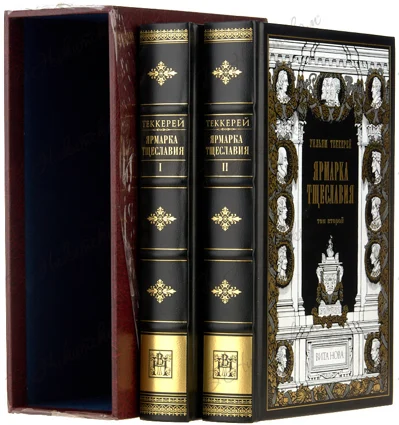 ТЕККЕРЕЙ
ЯРМАРКА
ТЩЕСЛАВИЯ
I
ТЕККЕРЕЙ
ЯРМАРКА
ТЩЕСЛАВИЯ
II
УИЛЬЯМ ТЕККЕРЕЙ
ЯРМАРКА
ТЩЕСЛАВИЯ
том второй
ВИТА НОВА